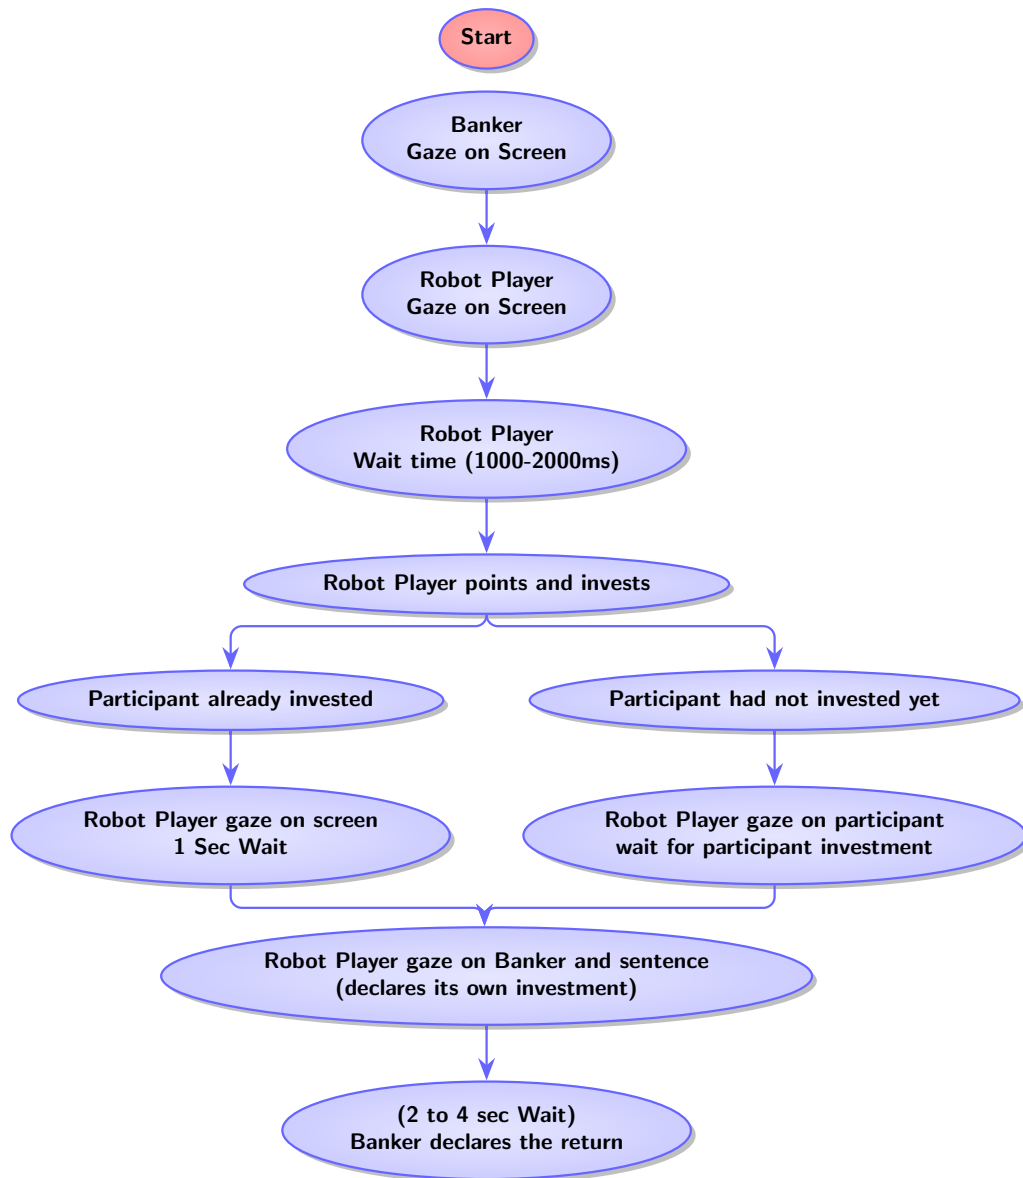 Start
Banker
Gaze on Screen
Robot Player
Gaze on Screen
Robot Player
Wait time (1000-2000ms)
Robot Player points and invests
Participant already invested
Participant had not invested yet
Robot Player gaze on screen
1 Sec Wait
Robot Player gaze on participant
wait for participant investment
Robot Player gaze on Banker and sentence
(declares its own investment)
(2 to 4 sec Wait)
Banker declares the return